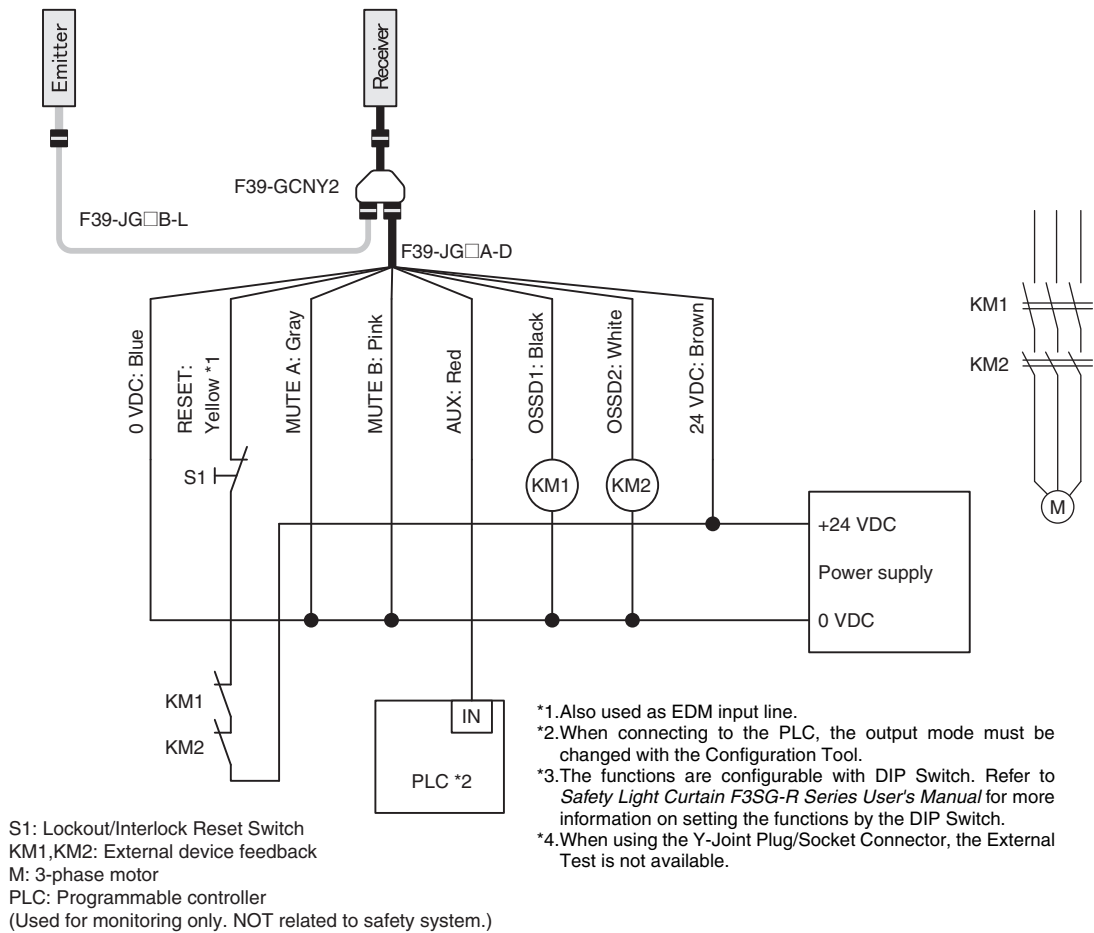 Emitter
Receiver
F39-GCNY2
F39-JG□B-L
F39-JG□A-D
0 VDC: Blue
RESET:
Yellow *1
MUTE A: Gray
MUTE B: Pink
AUX: Red
OSSD1: Black
OSSD2: White
24 VDC: Brown
KM1
KM2
M
S1
KM1
KM2
+24 VDC
Power supply
0 VDC
KM1
KM2
IN
PLC *2
*1.Also used as EDM input line.
*2.When connecting to the PLC, the output mode must be
changed with the Configuration Tool.
*3.The functions are configurable with DIP Switch. Refer to
Safety Light Curtain F3SG-R Series User's Manual for more
information on setting the functions by the DIP Switch.
*4.When using the Y-Joint Plug/Socket Connector, the External
Test is not available.
S1: Lockout/Interlock Reset Switch
KM1,KM2: External device feedback
M: 3-phase motor
PLC: Programmable controller
(Used for monitoring only. NOT related to safety system.)